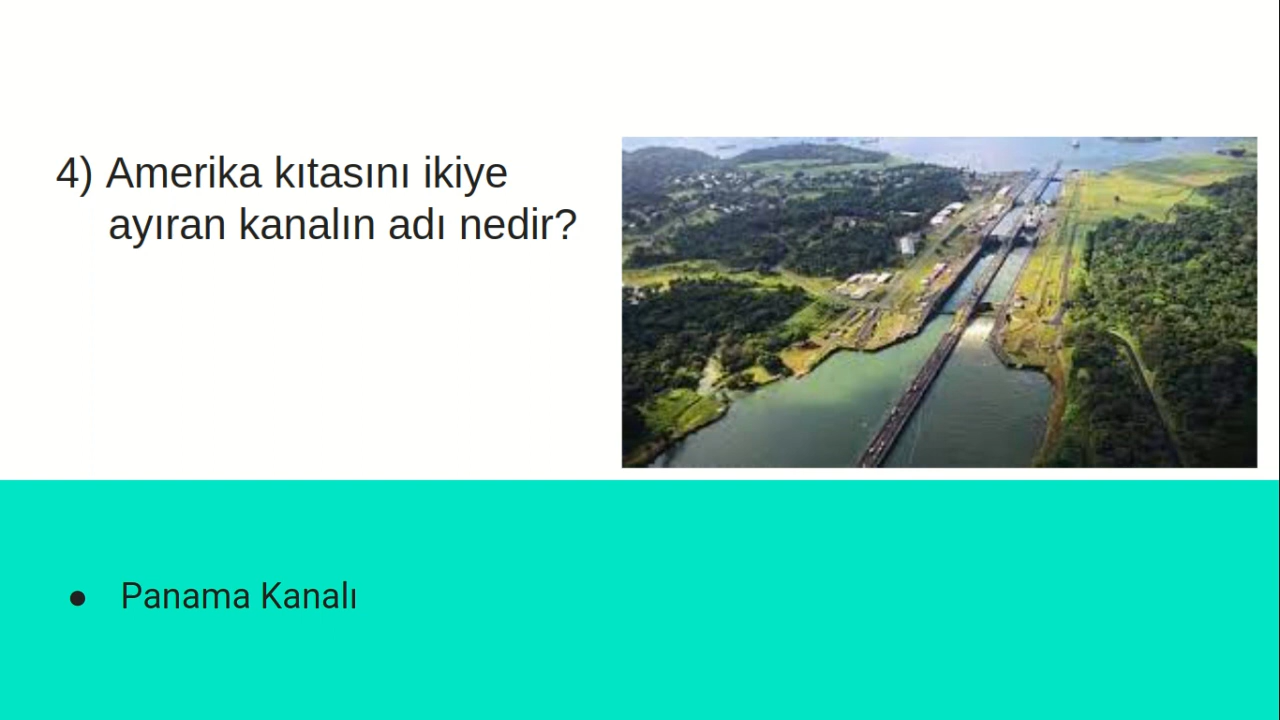 4) Amerika kıtasını ikiye
ayıran kanalın adı nedir?
● Panama Kanalı